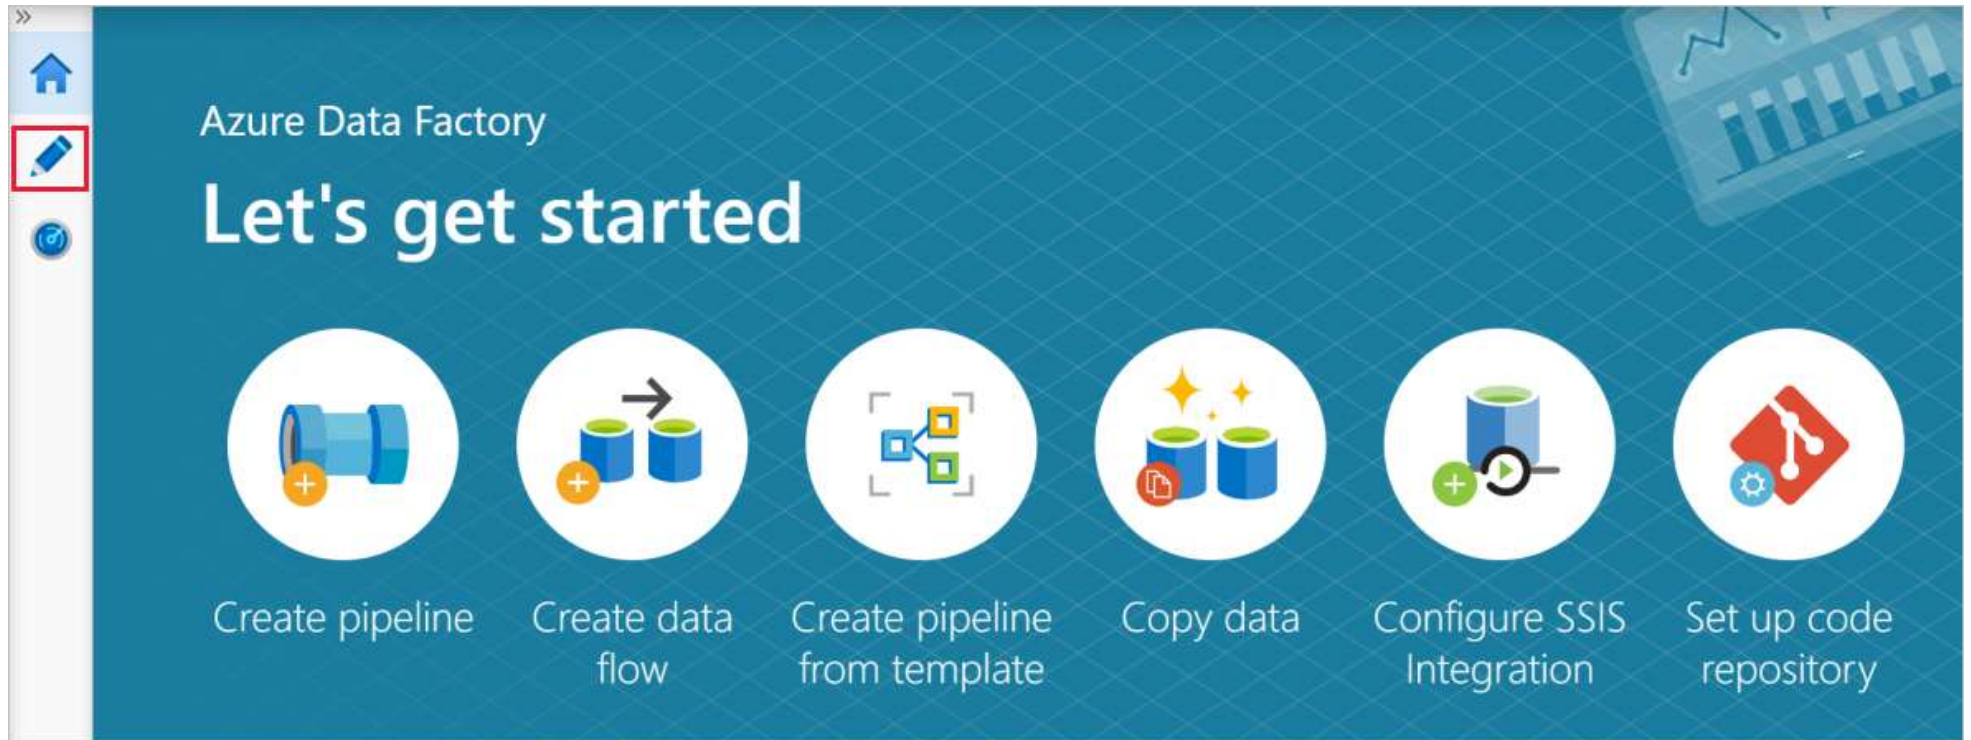 Azure Data Factory
Let's get started
Create pipeline
Create data
flow
Create pipeline
from template
Copy data
Configure SSIS
Integration
Set up code
repository